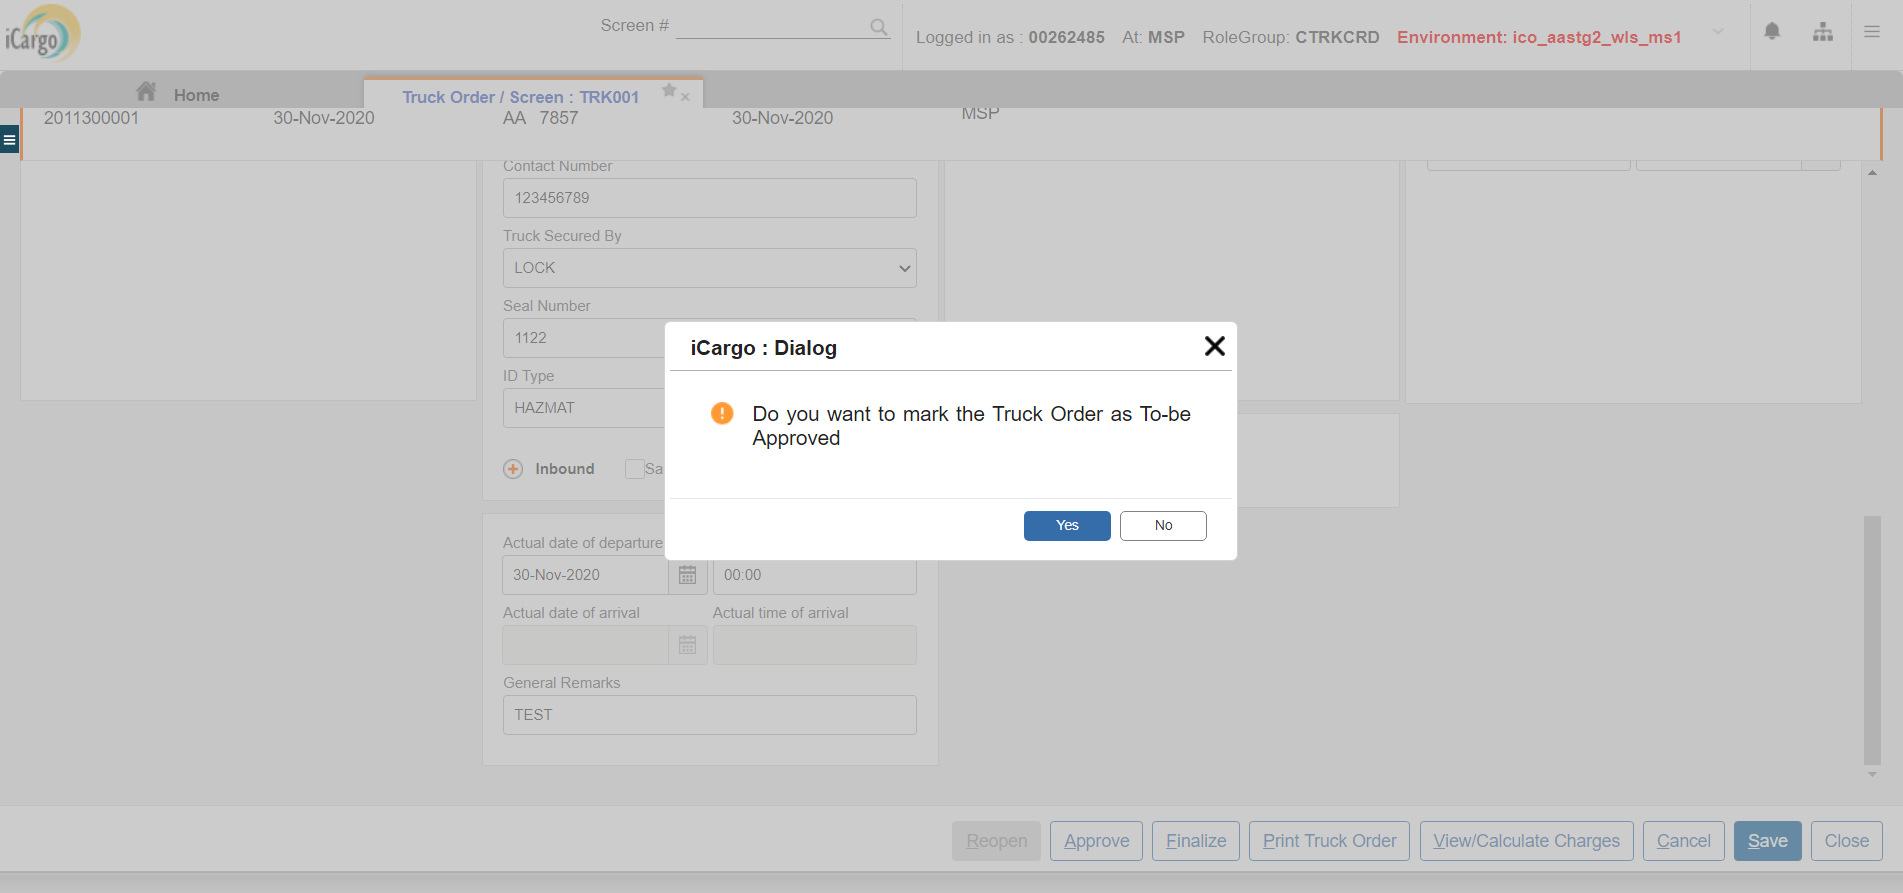 iCargo
Screen #
Logged in as : 00262485 At: MSP RoleGroup: CTRKCRD Environment: ico_aastg2_wls_ms1
Home
Truck Order / Screen : TRK001
2011300001 30-Nov-2020 AA 7857 30-Nov-2020 MSP
Contact Number
123456789
Truck Secured By
LOCK
Seal Number
1122
ID Type
HAZMAT
Inbound Sa
iCargo : Dialog
Do you want to mark the Truck Order as To-be
Approved
Yes No
Actual date of departure
30-Nov-2020 00:00
Actual date of arrival Actual time of arrival
General Remarks
TEST
Reopen Approve Finalize Print Truck Order View/Calculate Charges Cancel Save Close